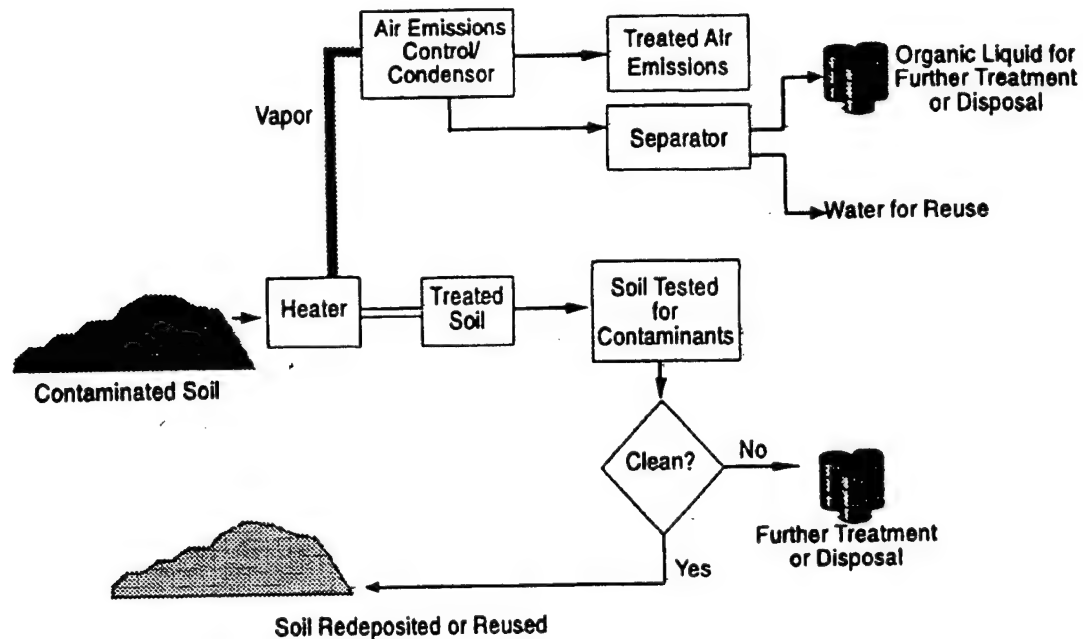 Air Emissions
Control/
Condensor
Treated Air
Emissions
Organic Liquid for
Further Treatment
or Disposal
Vapor
Separator
Water for Reuse
Heater
Treated
Soil
Soil Tested
for
Contaminants
Contaminated Soil
Clean?
No
Further Treatment
or Disposal
Yes
Soil Redeposited or Reused